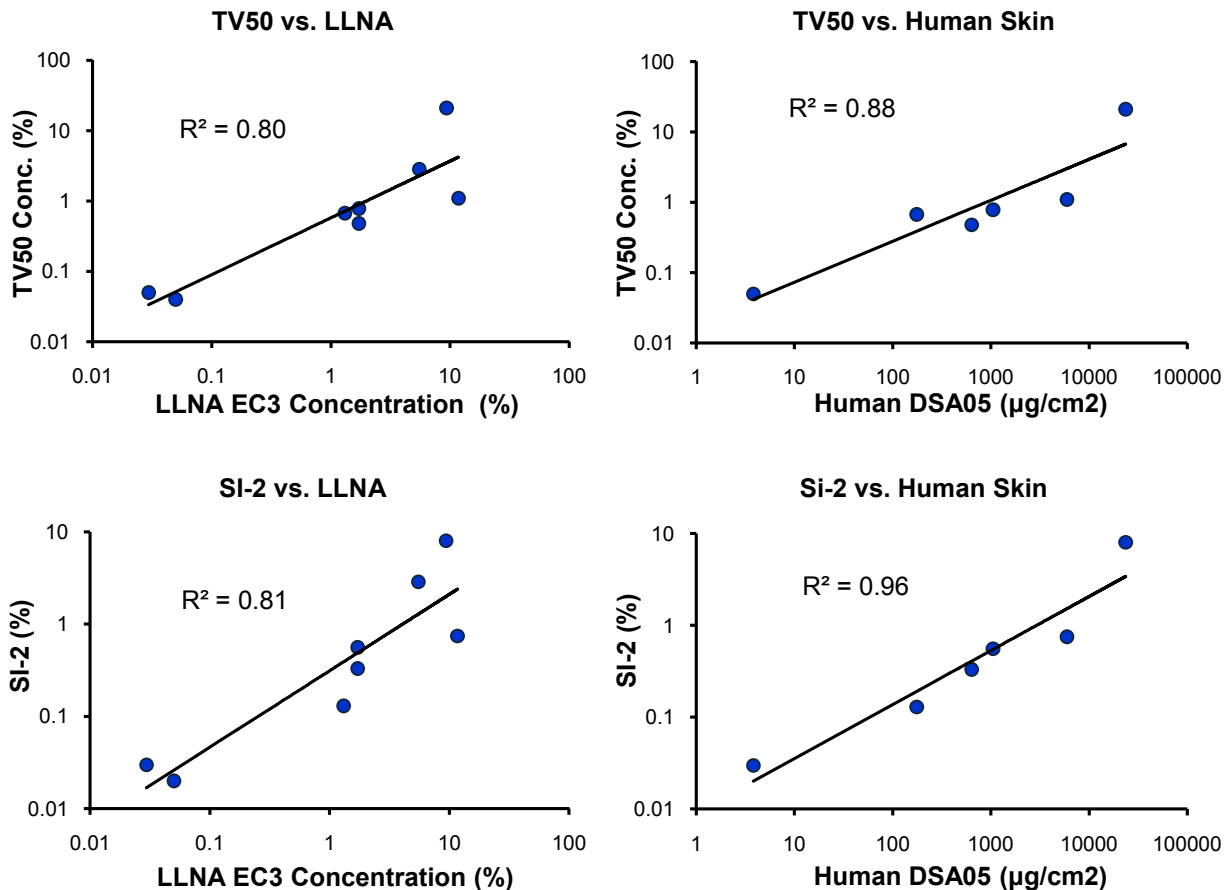 TV50 vs. LLNA
100
10
1
0.1
0.01
TV50 Conc. (%)
R² = 0.80
0.01 0.1 1 10 100
LLNA EC3 Concentration (%)
TV50 vs. Human Skin
100
10
1
0.1
0.01
TV50 Conc. (%)
R² = 0.88
1 10 100 1000 10000 100000
Human DSA05 (µg/cm2)
SI-2 vs. LLNA
10
1
0.1
0.01
SI-2 (%)
R² = 0.81
0.01 0.1 1 10 100
LLNA EC3 Concentration (%)
Si-2 vs. Human Skin
10
1
0.1
0.01
SI-2 (%)
R² = 0.96
1 10 100 1000 10000 100000
Human DSA05 (µg/cm2)